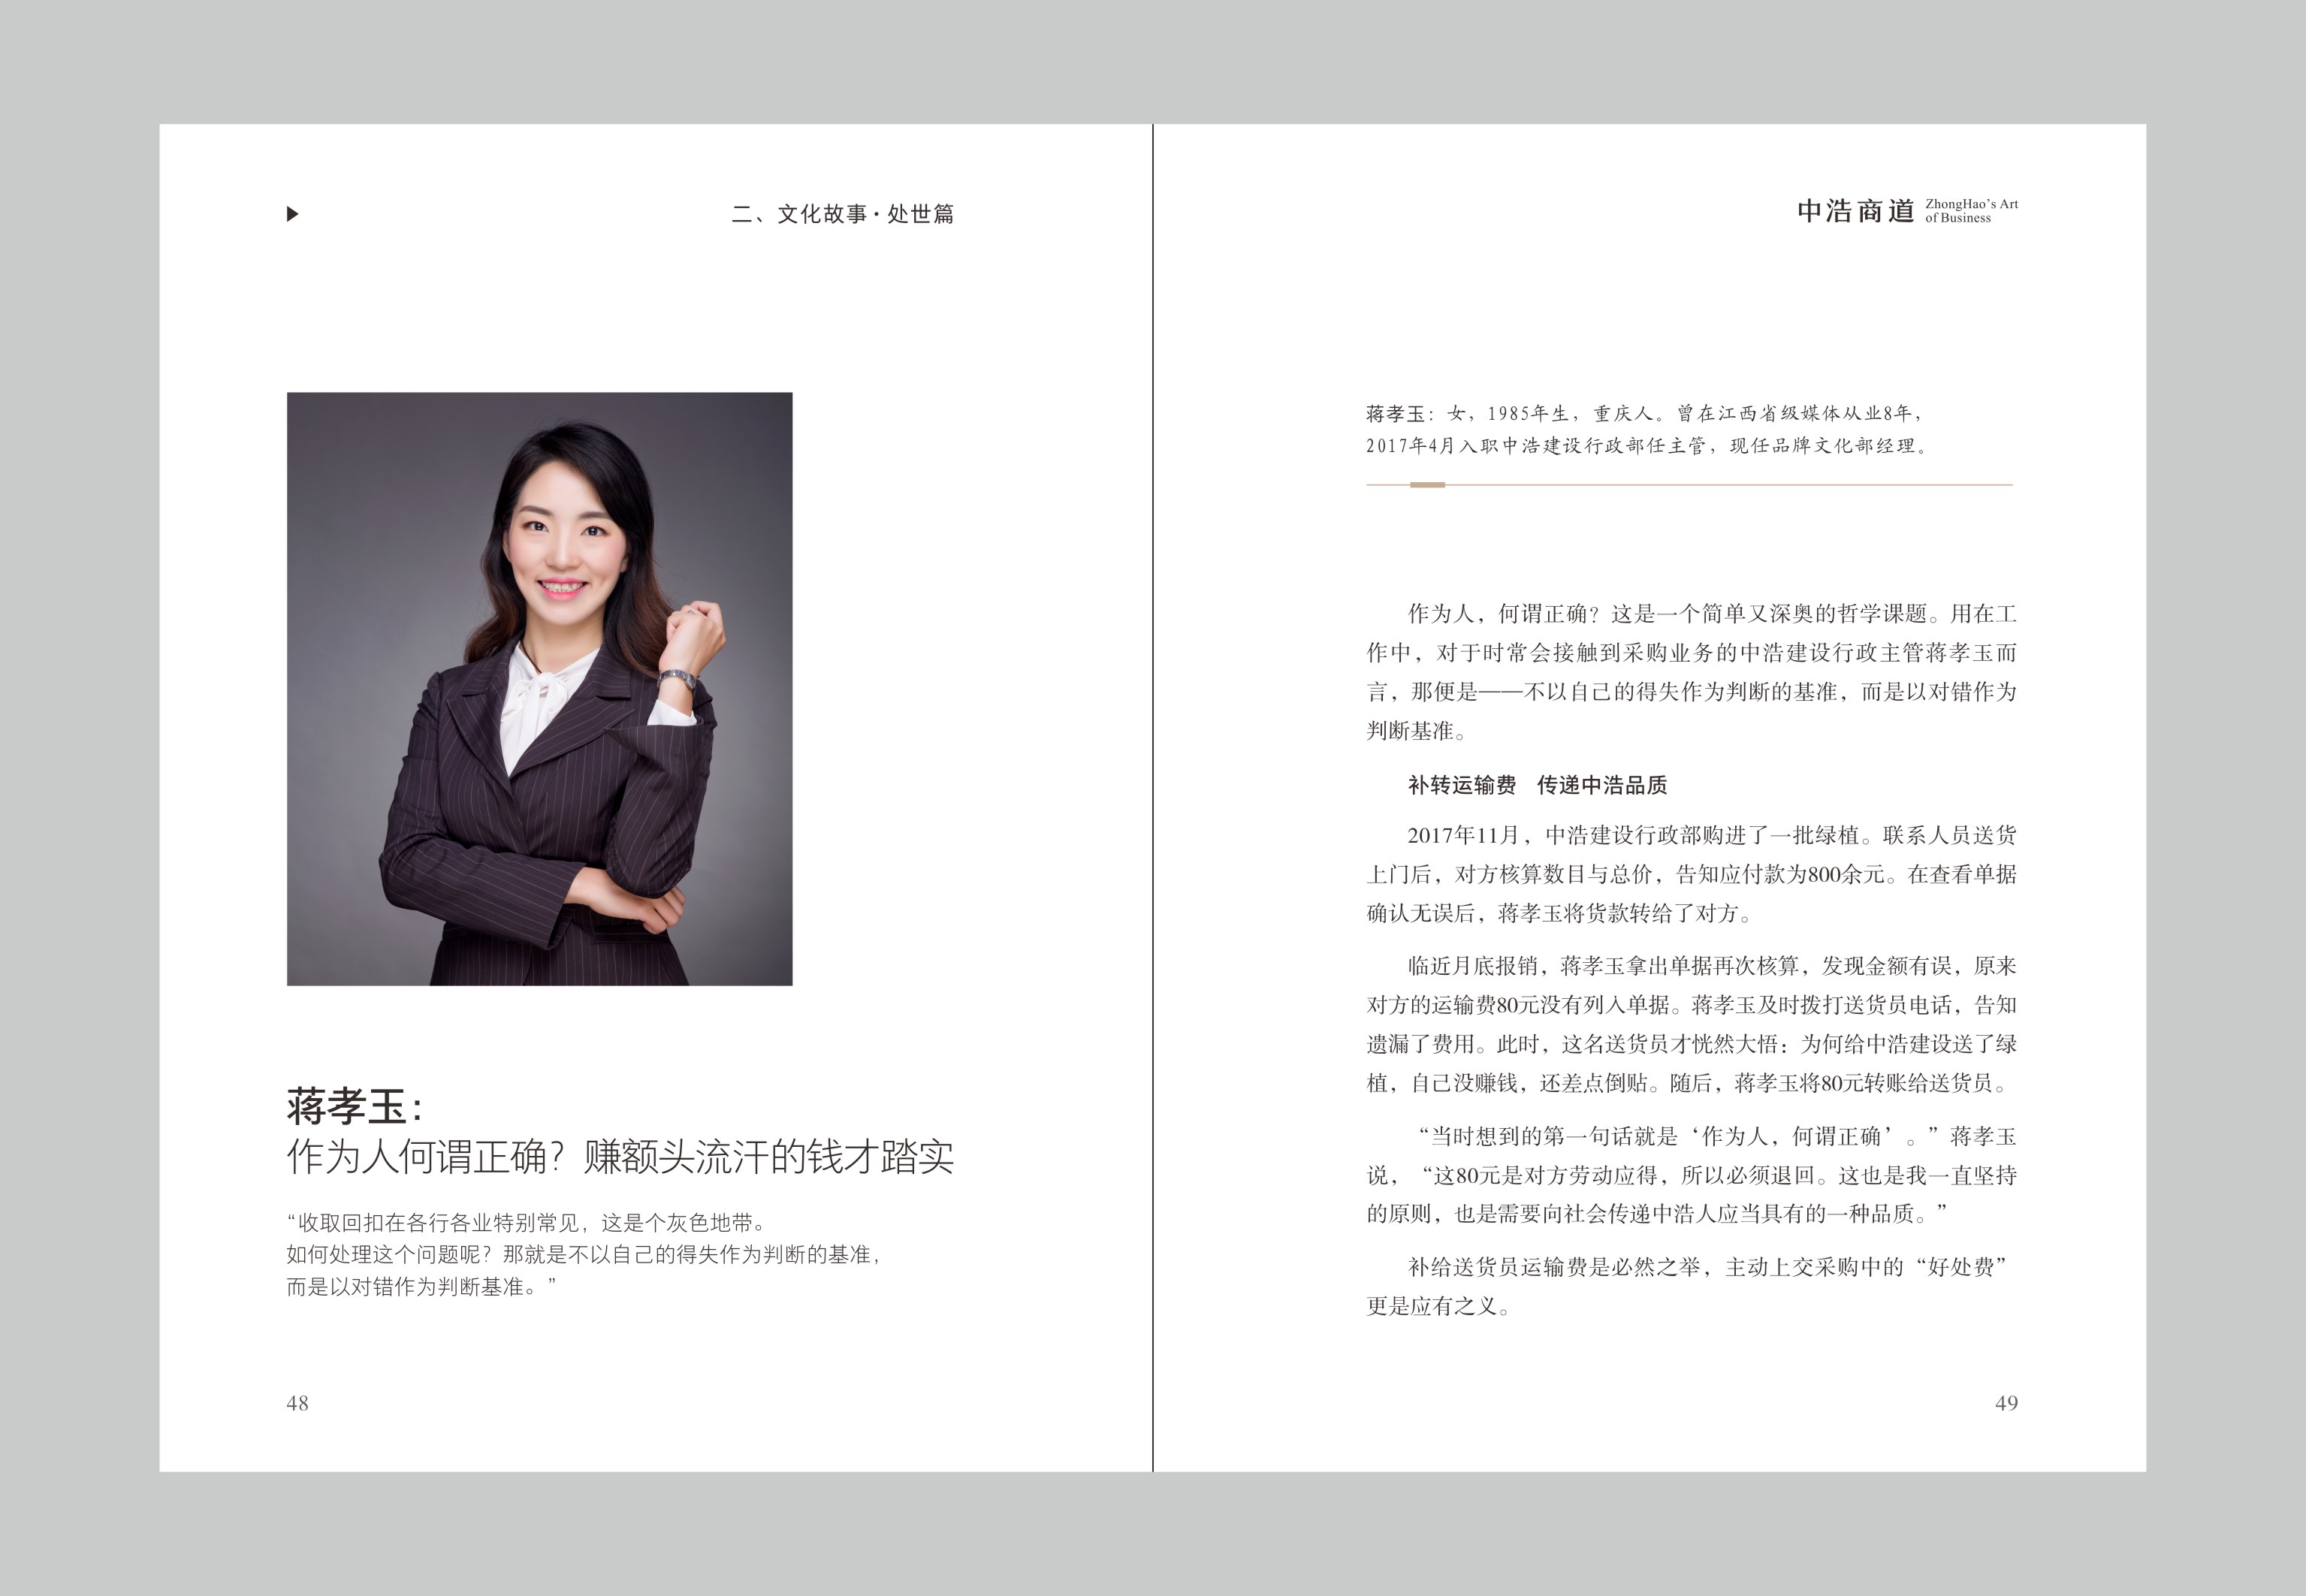 二、文化故事·处世篇
蒋孝玉：
作为人何谓正确？赚额头流汗的钱才踏实
“收取回扣在各行各业特别常见，这是个灰色地带。
如何处理这个问题呢？那就是不以自己的得失作为判断的基准，
而是以对错作为判断基准。”
48
中浩商道 ZhongHao's Art
of Business
蒋孝玉：女，1985年生，重庆人。曾在江西省级媒体从业8年，
2017年4月入职中浩建设行政部任主管，现任品牌文化部经理。
作为人，何谓正确？这是一个简单又深奥的哲学课题。用在工
作中，对于时常会接触到采购业务的中浩建设行政主管蒋孝玉而
言，那便是——不以自己的得失作为判断的基准，而是以对错作为
判断基准。
补转运输费　传递中浩品质
2017年11月，中浩建设行政部购进了一批绿植。联系人员送货
上门后，对方核算数目与总价，告知应付款为800余元。在查看单据
确认无误后，蒋孝玉将货款转给了对方。
临近月底报销，蒋孝玉拿出单据再次核算，发现金额有误，原来
对方的运输费80元没有列入单据。蒋孝玉及时拨打送货员电话，告知
遗漏了费用。此时，这名送货员才恍然大悟：为何给中浩建设送了绿
植，自己没赚钱，还差点倒贴。随后，蒋孝玉将80元转账给送货员。
“当时想到的第一句话就是‘作为人，何谓正确’。”蒋孝玉
说，“这80元是对方劳动应得，所以必须退回。这也是我一直坚持
的原则，也是需要向社会传递中浩人应当具有的一种品质。”
补给送货员运输费是必然之举，主动上交采购中的“好处费”
更是应有之义。
49